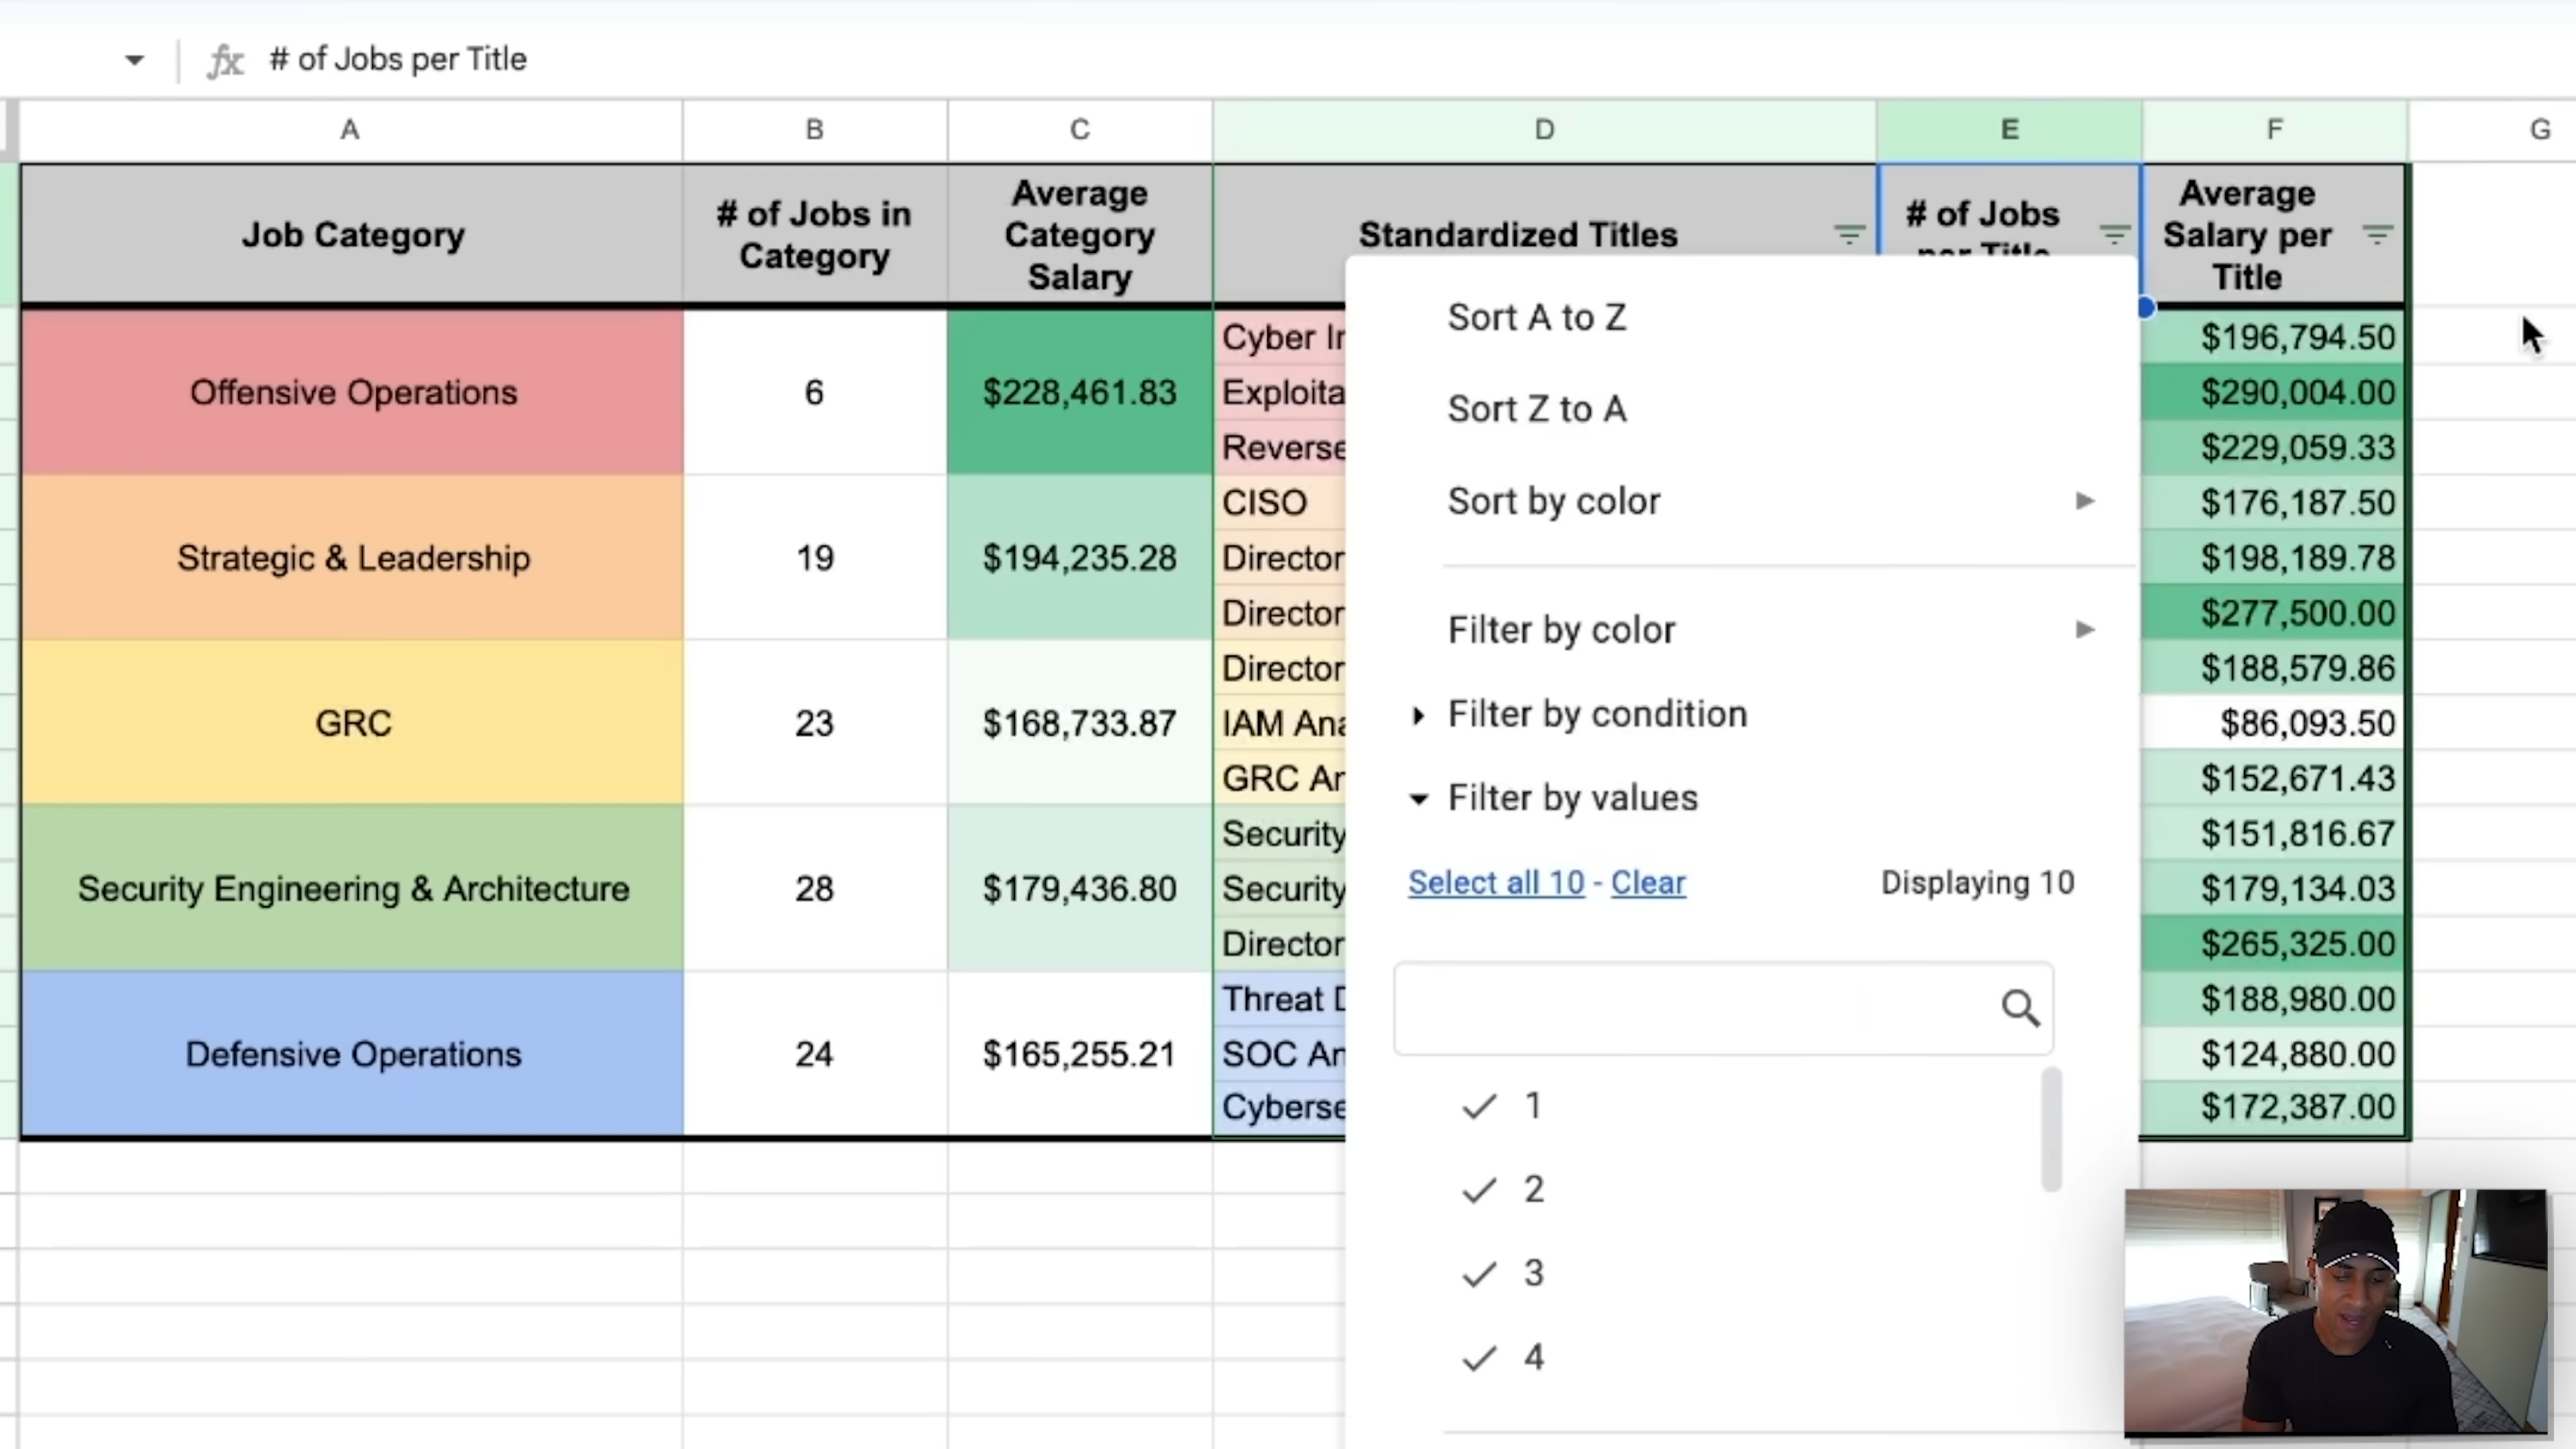 fx # of Jobs per Title
A B C D E F G
Job Category
# of Jobs in
Category
Average
Category
Salary
Standardized Titles
# of Jobs
per Title
Average
Salary per
Title
Offensive Operations 6 $228,461.83
Strategic & Leadership 19 $194,235.28
GRC 23 $168,733.87
Security Engineering & Architecture 28 $179,436.80
Defensive Operations 24 $165,255.21
Cyber
Exploita
Reverse
CISO
Director
Director
Director
IAM Ana
GRC
Security
Security
Director
Threat
SOC An
Cyberse
Sort A to Z
Sort Z to A
Sort by color
Filter by color
Filter by condition
Filter by values
Select all 10 - Clear Displaying 10
1
2
3
4
$196,794.50
$290,004.00
$229,059.33
$176,187.50
$198,189.78
$277,500.00
$188,579.86
$86,093.50
$152,671.43
$151,816.67
$179,134.03
$265,325.00
$188,980.00
$124,880.00
$172,387.00